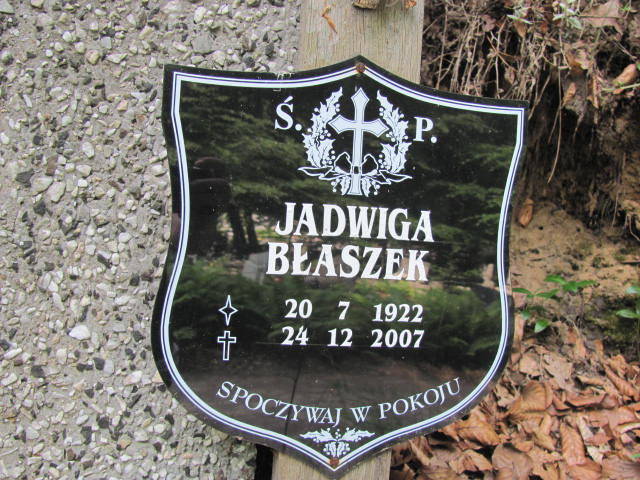 Ś. P.
JADWIGA
BŁASZEK
20 7 1922
24 12 2007
SPOCZYWAJ W POKOJU